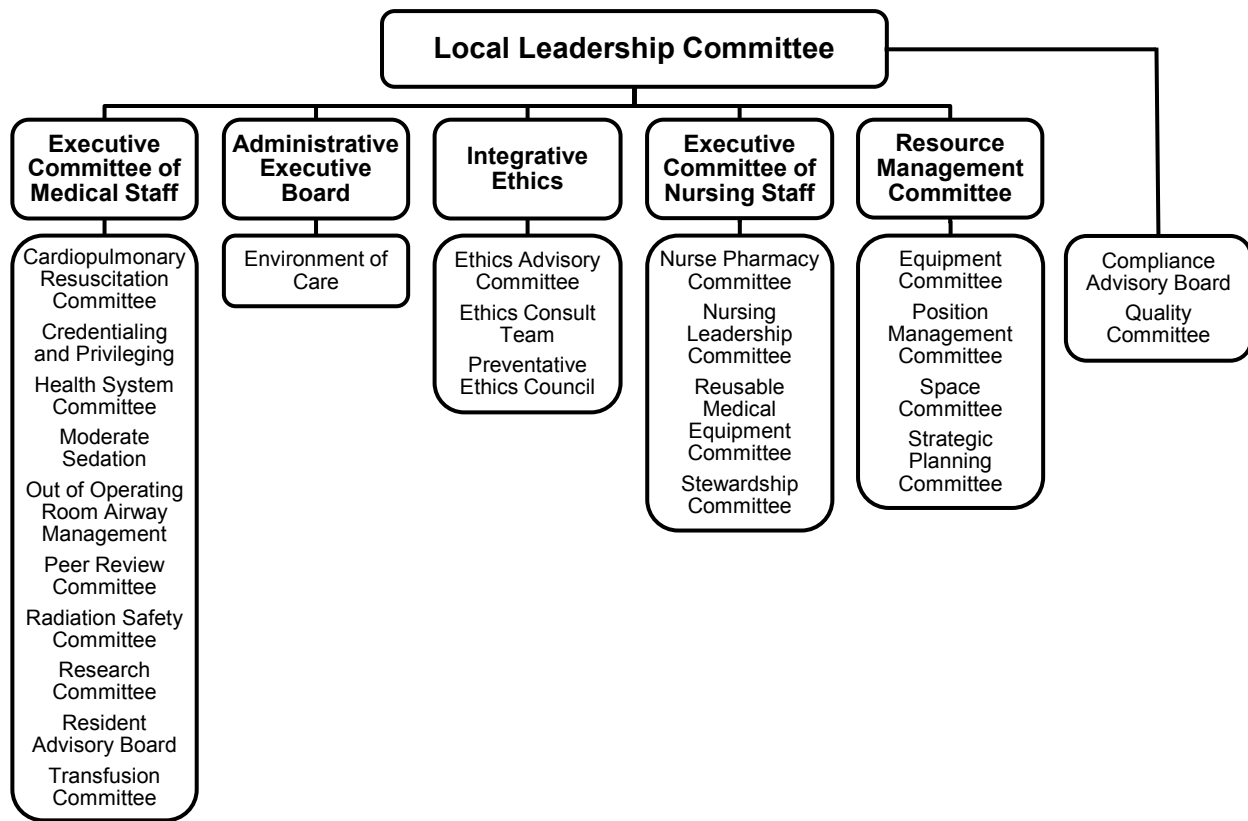 Local Leadership Committee
Executive
Committee of
Medical Staff
Administrative
Executive
Board
Integrative
Ethics
Executive
Committee of
Nursing Staff
Resource
Management
Committee
Cardiopulmonary
Resuscitation
Committee
Credentialing
and Privileging
Health System
Committee
Moderate
Sedation
Out of Operating
Room Airway
Management
Peer Review
Committee
Radiation Safety
Committee
Research
Committee
Resident
Advisory Board
Transfusion
Committee
Environment of
Care
Ethics Advisory
Committee
Ethics Consult
Team
Preventative
Ethics Council
Nurse Pharmacy
Committee
Nursing
Leadership
Committee
Reusable
Medical
Equipment
Committee
Stewardship
Committee
Equipment
Committee
Position
Management
Committee
Space
Committee
Strategic
Planning
Committee
Compliance
Advisory Board
Quality
Committee